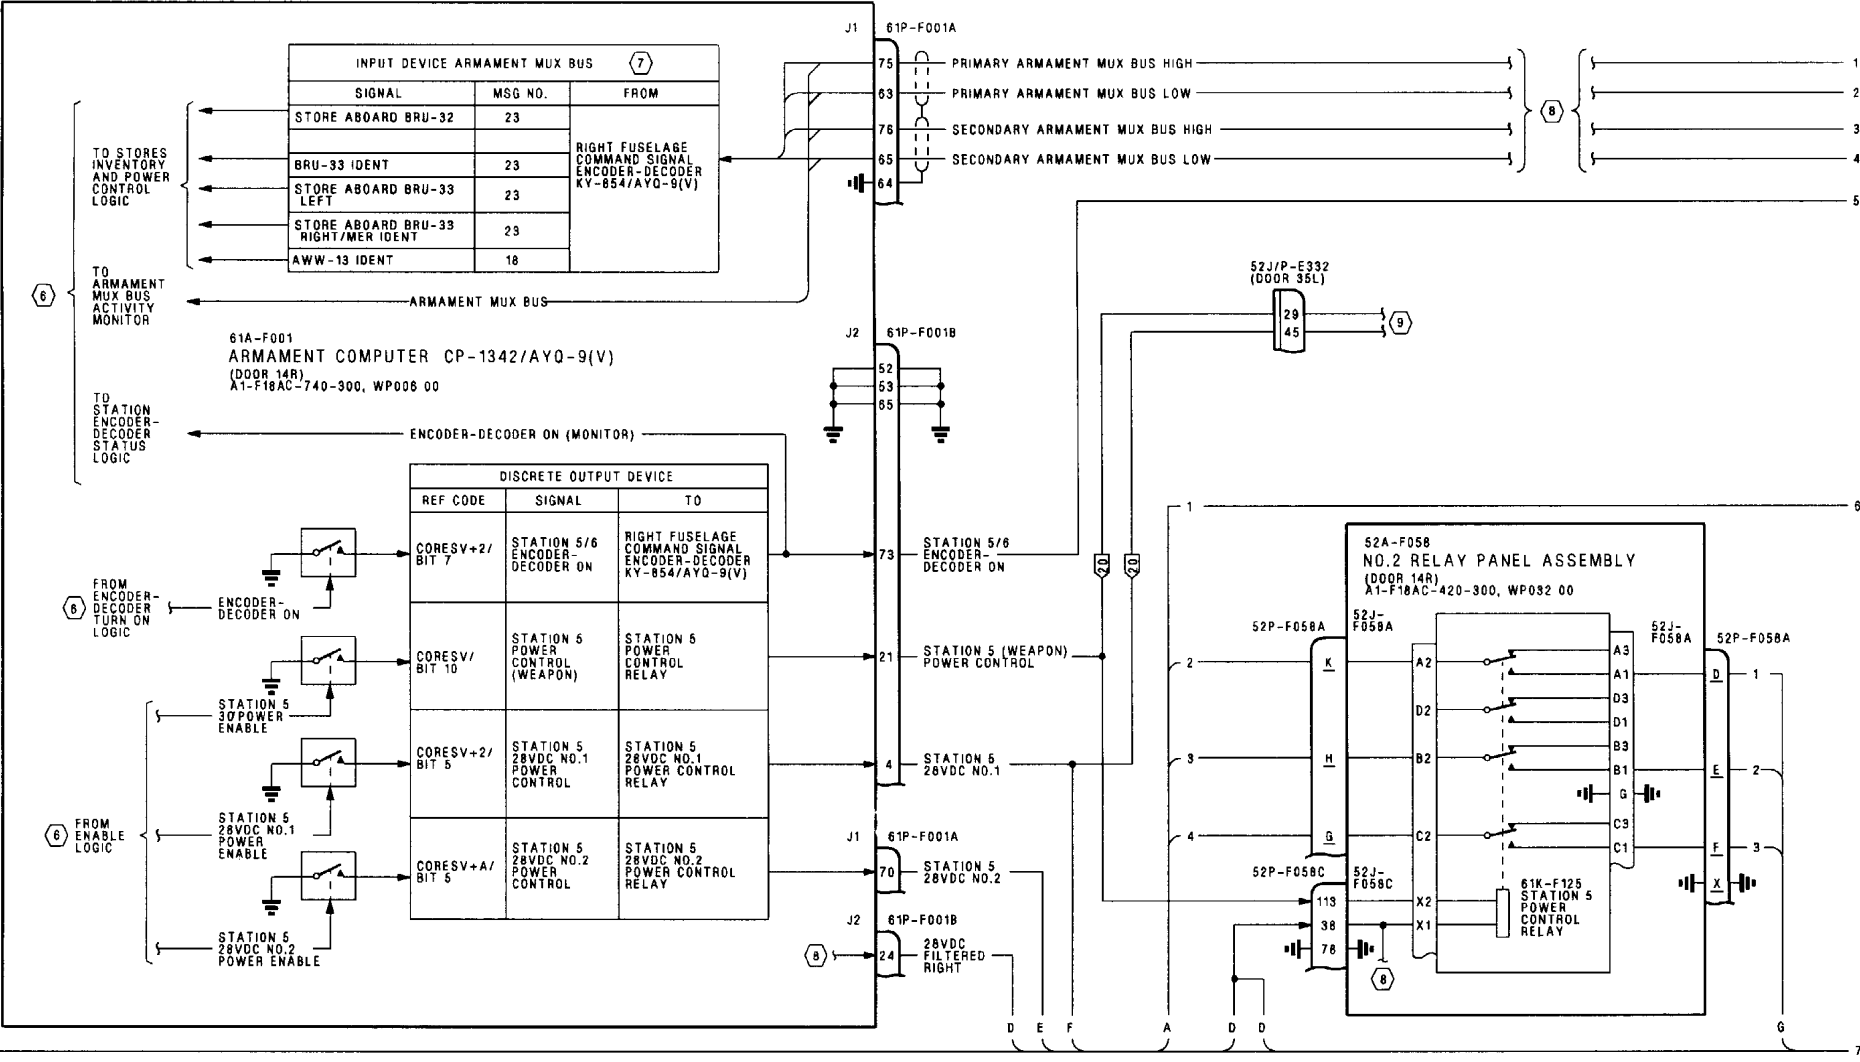 J1
61P-F001A
INPUT DEVICE ARMAMENT MUX BUS 7
SIGNAL
MSG NO.
FROM
STORE ABOARD BRU-32
23
BRU-33 IDENT
23
STORE ABOARD BRU-33
LEFT
23
STORE ABOARD BRU-33
RIGHT/MER IDENT
23
AWW-13 IDENT
18
RIGHT FUSELAGE
COMMAND SIGNAL
ENCODER-DECODER
KY-854/AYQ-9(V)
TO STORES
INVENTORY
AND POWER
CONTROL
LOGIC
6
TO
ARMAMENT
MUX BUS
ACTIVITY
MONITOR
ARMAMENT MUX BUS
75
PRIMARY ARMAMENT MUX BUS HIGH
1
63
PRIMARY ARMAMENT MUX BUS LOW
2
8
76
SECONDARY ARMAMENT MUX BUS HIGH
3
65
SECONDARY ARMAMENT MUX BUS LOW
4
64
5
52J/P-E332
(DOOR 35L)
29
45
9
61A-F001
ARMAMENT COMPUTER CP-1342/AYQ-9(V)
(DOOR 14R)
A1-F18AC-740-300, WP006 00
J2
61P-F001B
52
53
65
TO
STATION
ENCODER-
DECODER
STATUS
LOGIC
ENCODER-DECODER ON (MONITOR)
DISCRETE OUTPUT DEVICE
REF CODE
SIGNAL
TO
CORESV+2/
BIT 7
STATION 5/6
ENCODER-
DECODER ON
RIGHT FUSELAGE
COMMAND SIGNAL
ENCODER-DECODER
KY-854/AYQ-9(V)
CORESV/
BIT 10
STATION 5
POWER
CONTROL
(WEAPON)
STATION 5
POWER
CONTROL
RELAY
CORESV+2/
BIT 5
STATION 5
28VDC NO.1
POWER
CONTROL
STATION 5
28VDC NO.1
POWER CONTROL
RELAY
CORESV+A/
BIT 5
STATION 5
28VDC NO.2
POWER
CONTROL
STATION 5
28VDC NO.2
POWER CONTROL
RELAY
6
FROM
ENCODER-
DECODER
TURN ON
LOGIC
ENCODER-
DECODER ON
STATION 5
30 POWER
ENABLE
6
FROM
ENABLE
LOGIC
STATION 5
28VDC NO.1
POWER
ENABLE
STATION 5
28VDC NO.2
POWER ENABLE
73
STATION 5/6
ENCODER-
DECODER ON
21
STATION 5 (WEAPON)
POWER CONTROL
4
STATION 5
28VDC NO.1
J1
61P-F001A
70
STATION 5
28VDC NO.2
J2
61P-F001B
8
24
28VDC
FILTERED
RIGHT
20
20
1
6
52A-F058
NO.2 RELAY PANEL ASSEMBLY
(DOOR 14R)
A1-F18AC-420-300, WP032 00
52P-F058A
52J-
F058A
52J-
F058A
52P-F058A
2
K
A2
A3
A1
D
1
D2
D3
D1
3
H
B2
B3
B1
E
2
G
4
G
C2
C3
C1
F
3
X
52P-F058C
52J-
F058C
113
X2
38
X1
76
8
61K-F125
STATION 5
POWER
CONTROL
RELAY
D
E
F
A
D
D
G
7